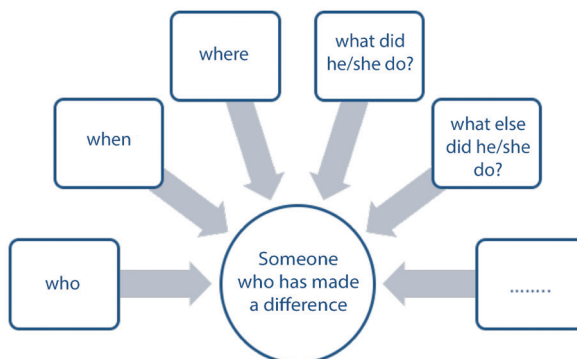 who
when
where
what did
he/she do?
what else
did he/she
do?
........
Someone
who has made
a difference